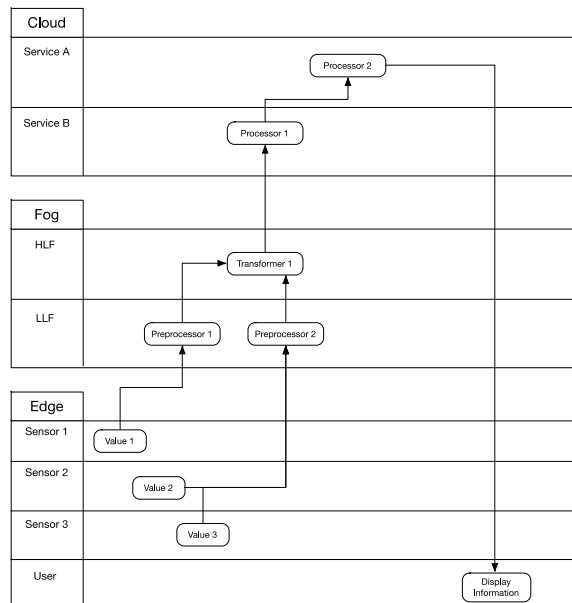 Cloud
Service A
Processor 2
Service B
Processor 1
Fog
HLF
Transformer 1
LLF
Preprocessor 1
Preprocessor 2
Edge
Sensor 1
Value 1
Sensor 2
Value 2
Sensor 3
Value 3
User
Display
Information